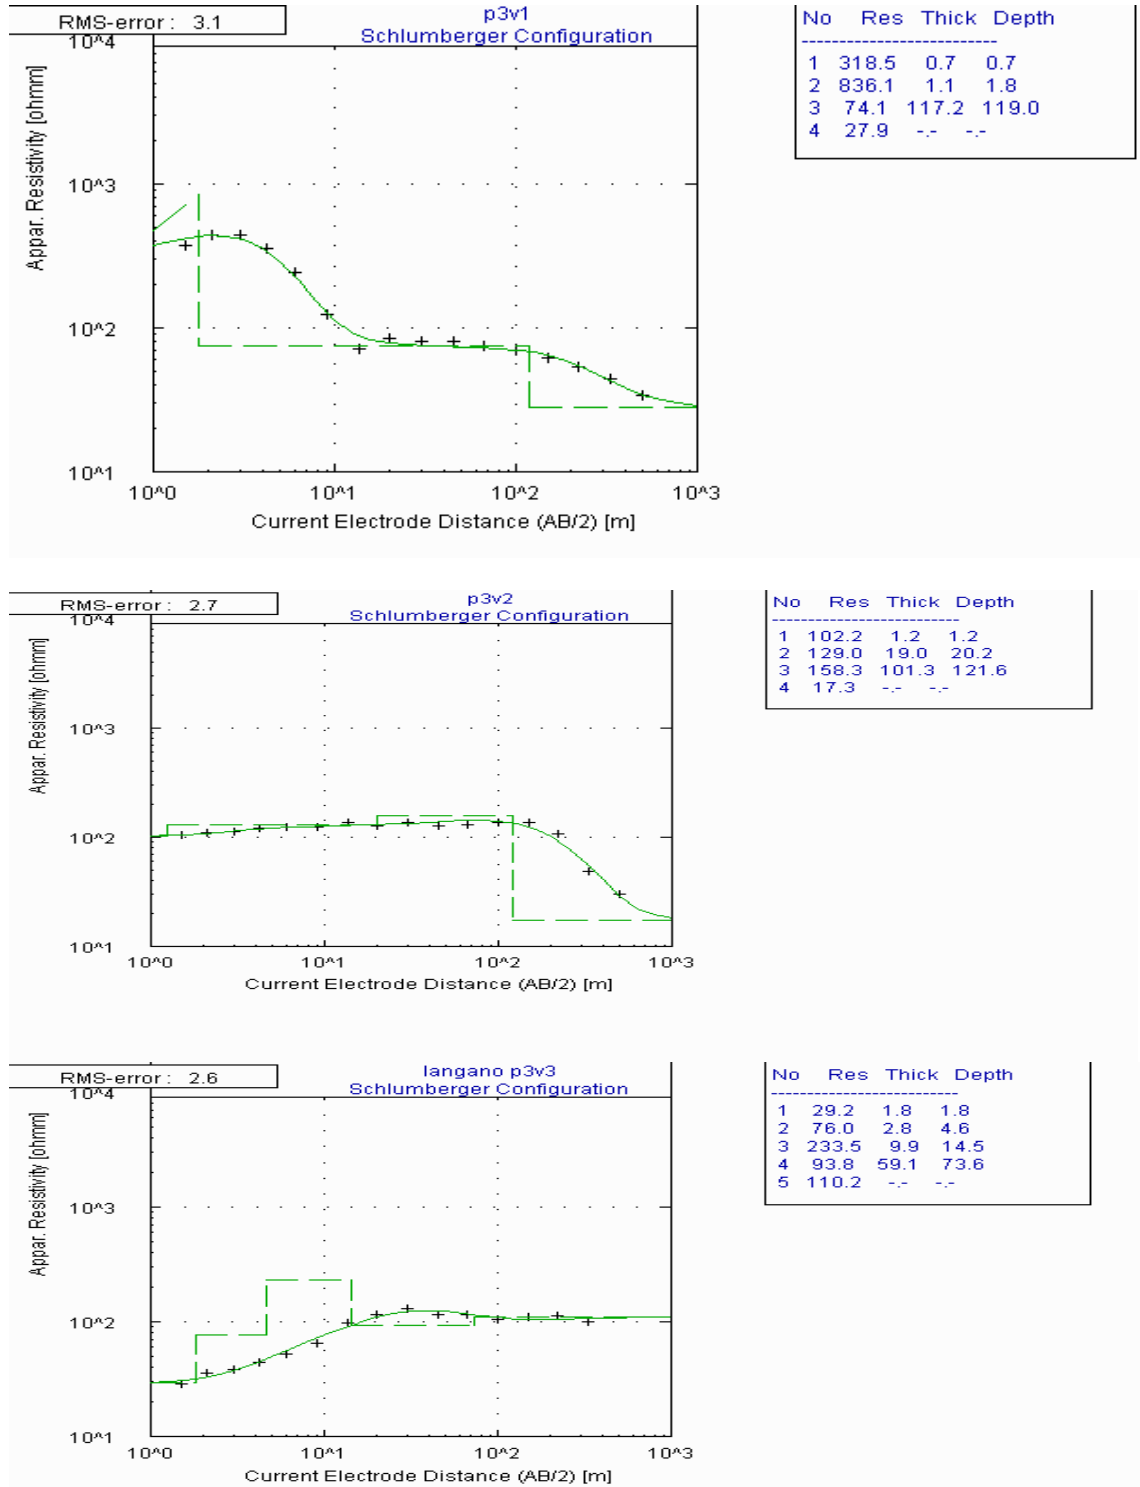 RMS-error : 3.1
p3v1
Schlumberger Configuration
10^4
10^3
10^2
10^1
Appar. Resistivity [ohmm]
10^0 10^1 10^2 10^3
Current Electrode Distance (AB/2) [m]
No Res Thick Depth
--------------------------
1 318.5 0.7 0.7
2 836.1 1.1 1.8
3 74.1 117.2 119.0
4 27.9 -.- -.-
RMS-error : 2.7
p3v2
Schlumberger Configuration
10^4
10^3
10^2
10^1
Appar. Resistivity [ohmm]
10^0 10^1 10^2 10^3
Current Electrode Distance (AB/2) [m]
No Res Thick Depth
--------------------------
1 102.2 1.2 1.2
2 129.0 19.0 20.2
3 158.3 101.3 121.6
4 17.3 -.- -.-
RMS-error : 2.6
langano p3v3
Schlumberger Configuration
10^4
10^3
10^2
10^1
Appar. Resistivity [ohmm]
10^0 10^1 10^2 10^3
Current Electrode Distance (AB/2) [m]
No Res Thick Depth
--------------------------
1 29.2 1.8 1.8
2 76.0 2.8 4.6
3 233.5 9.9 14.5
4 93.8 59.1 73.6
5 110.2 -.- -.-